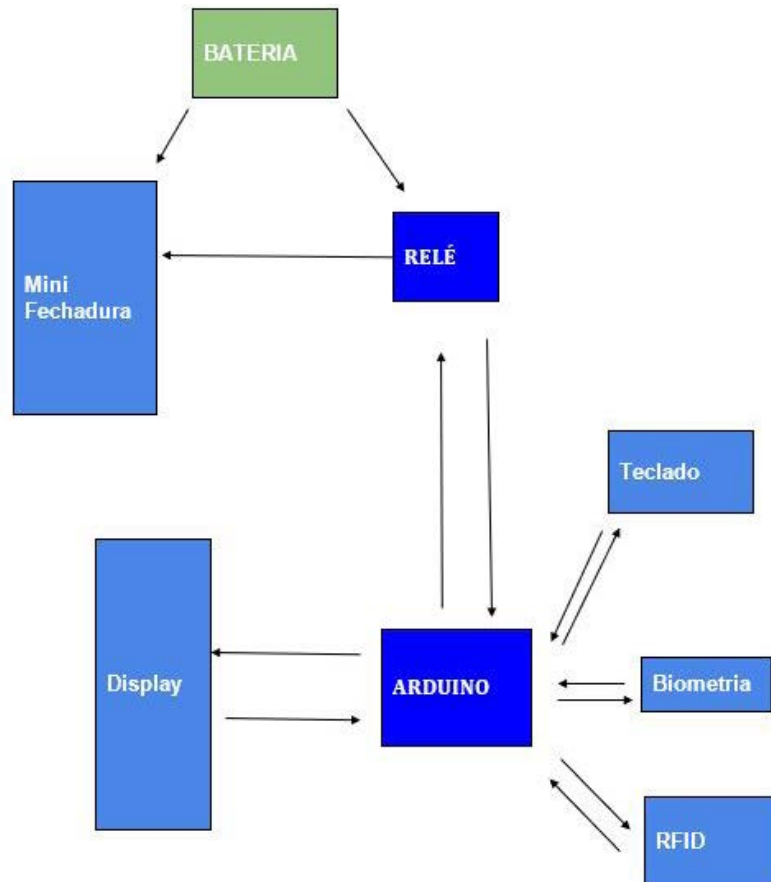 BATERIA
RELÉ
Mini
Fechadura
Teclado
Display
ARDUINO
Biometria
RFID